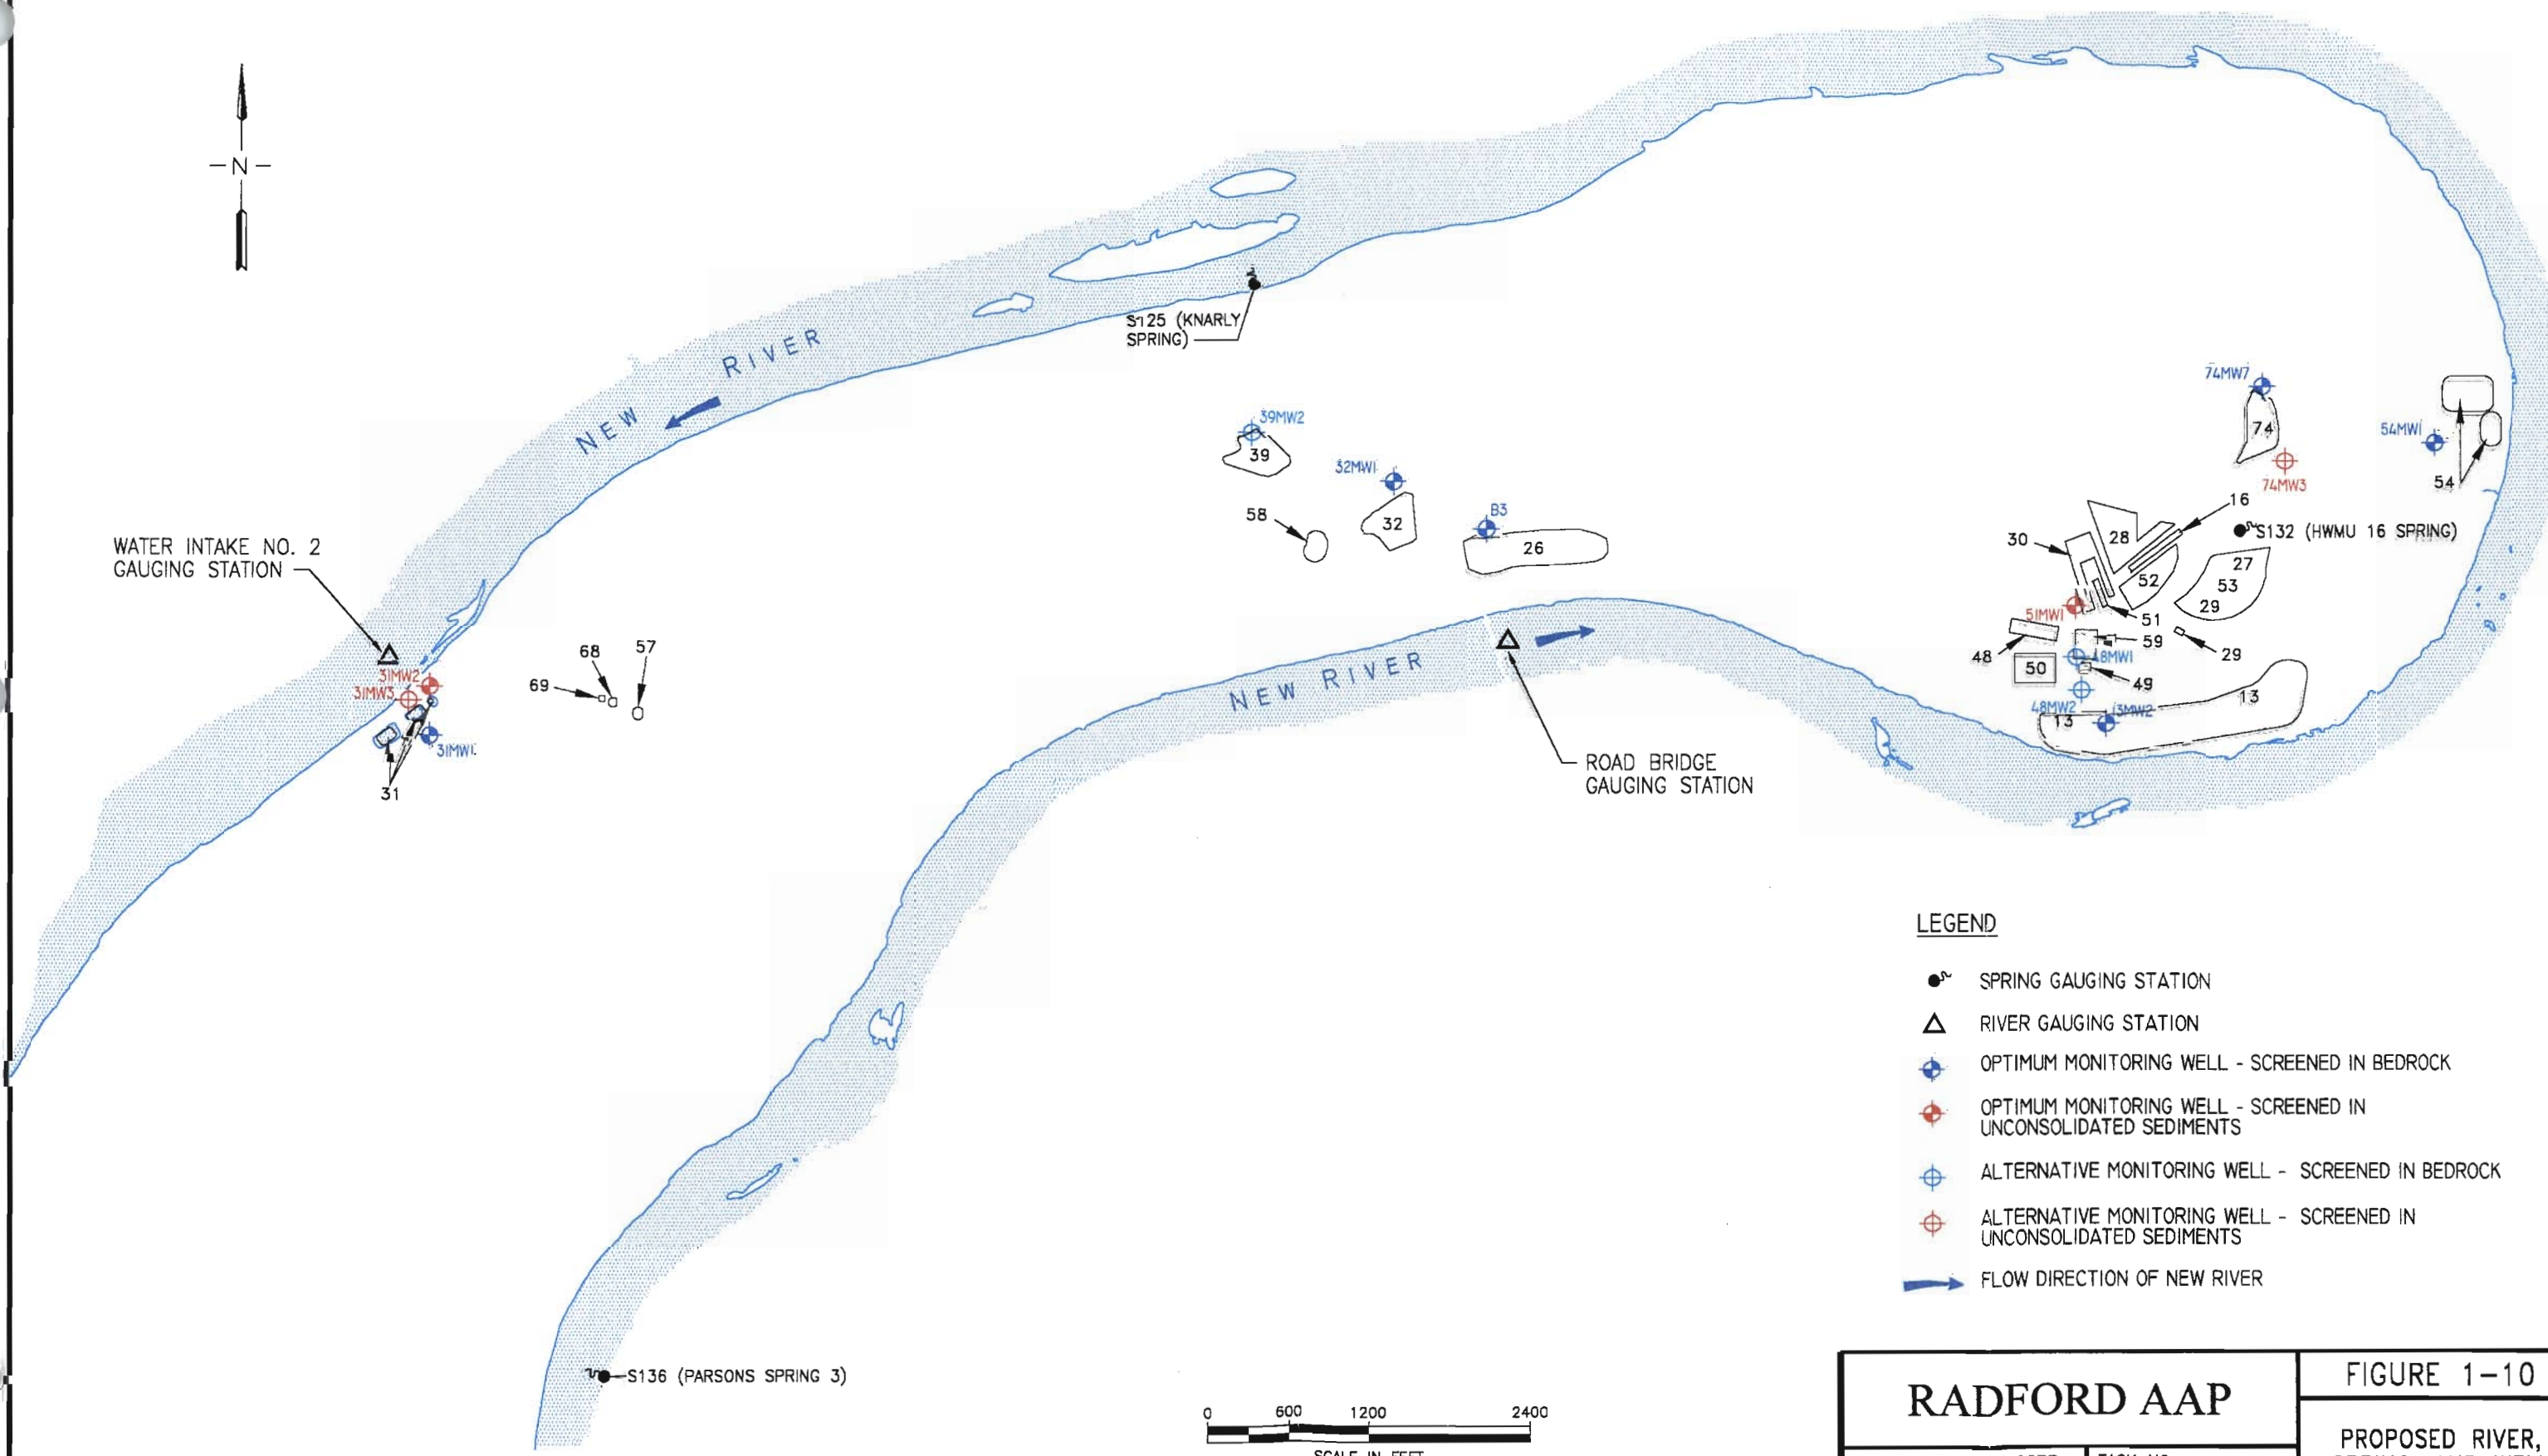 -N-
S125 (KNARLY
SPRING)
NEW RIVER
39MW2
39
32MW1
32
58
B3
26
74MW7
74
74MW3
54MW1
54
16
S132 (HWMU 16 SPRING)
30
28
27
53
29
52
51MW1
51
48
59
29
50
48MW1
49
48MW2
13MW2
13
13
WATER INTAKE NO. 2
GAUGING STATION
31MW2
31MW3
31MW1
31
69
68
57
NEW RIVER
ROAD BRIDGE
GAUGING STATION
LEGEND
SPRING GAUGING STATION
RIVER GAUGING STATION
OPTIMUM MONITORING WELL - SCREENED IN BEDROCK
OPTIMUM MONITORING WELL - SCREENED IN
UNCONSOLIDATED SEDIMENTS
ALTERNATIVE MONITORING WELL - SCREENED IN BEDROCK
ALTERNATIVE MONITORING WELL - SCREENED IN
UNCONSOLIDATED SEDIMENTS
FLOW DIRECTION OF NEW RIVER
S136 (PARSONS SPRING 3)
0 600 1200 2400
SCALE IN FEET
RADFORD AAP
FIGURE 1-10
PROPOSED RIVER,